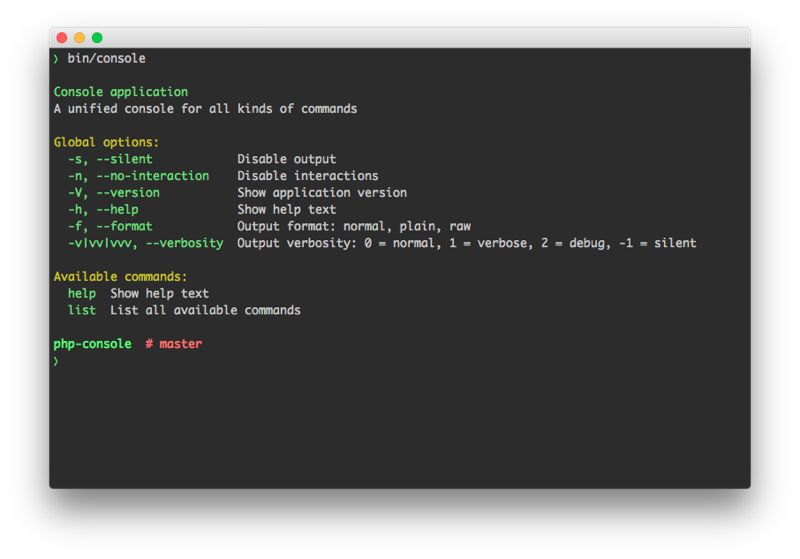 ❯ bin/console
Console application
A unified console for all kinds of commands
Global options:
-s, --silent Disable output
-n, --no-interaction Disable interactions
-V, --version Show application version
-h, --help Show help text
-f, --format Output format: normal, plain, raw
-v|vv|vvv, --verbosity Output verbosity: 0 = normal, 1 = verbose, 2 = debug, -1 = silent
Available commands:
help Show help text
list List all available commands
php-console # master
❯